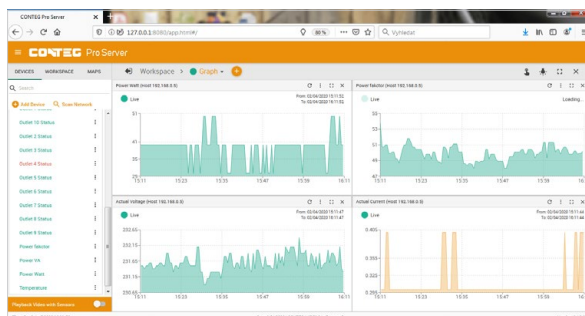 CONTEG Pro Server
127.0.0.1:8080/app.html#/
80 %
Vyhledat
CONTEG Pro Server
DEVICES WORKSPACE MAPS
Workspace > Graph
Search
Add Device Scan Network
Outlet 10 Status
Outlet 2 Status
Outlet 3 Status
Outlet 4 Status
Outlet 5 Status
Outlet 6 Status
Outlet 7 Status
Outlet 8 Status
Outlet 9 Status
Power faktor
Power VA
Power Watt
Temperature
Playback Video with Sensors
Power Watt (Host 192.168.0.5)
Live
From: 02/04/2020 15:11:52
To: 02/04/2020 16:11:52
51
41
35
29
15:11 15:23 15:35 15:47 15:59 16:11
Power faktor (Host 192.168.0.5)
Live
Loading...
55
53
51
49
47
15:11 15:23 15:35 15:47 15:59 16
Actual Voltage (Host 192.168.0.5)
Live
From: 02/04/2020 15:11:47
To: 02/04/2020 16:11:47
233.65
232.15
231.65
231.15
230.65
15:11 15:23 15:35 15:47 15:59 16:11
Actual Current (Host 192.168.0.5)
Live
From: 02/04/2020 15:11:44
To: 02/04/2020 16:11:44
0.405
15:11 15:23 15:35 15:47 15:59 16